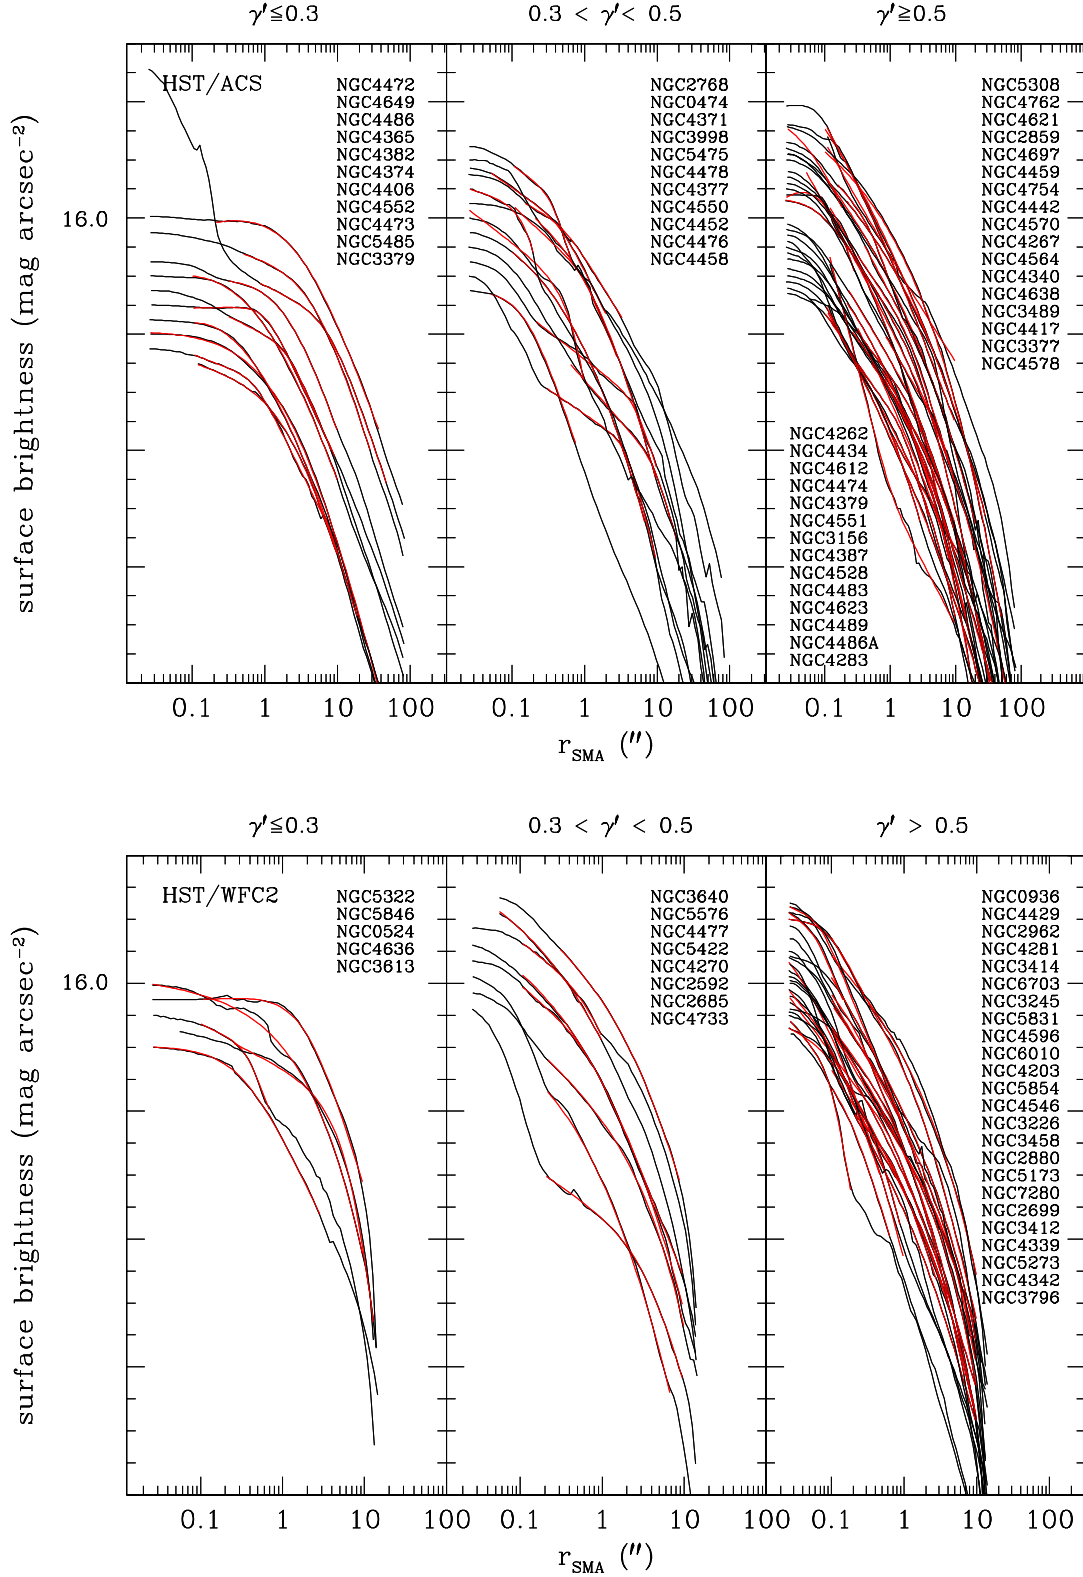 γ′≦0.3
0.3 < γ′< 0.5
γ′≥0.5
HST/ACS
NGC4472
NGC4649
NGC4486
NGC4365
NGC4382
NGC4374
NGC4406
NGC4552
NGC4473
NGC5485
NGC3379
NGC2768
NGC0474
NGC4371
NGC3998
NGC5475
NGC4478
NGC4377
NGC4550
NGC4452
NGC4476
NGC4458
NGC5308
NGC4762
NGC4621
NGC2859
NGC4697
NGC4459
NGC4754
NGC4442
NGC4570
NGC4267
NGC4564
NGC4340
NGC4638
NGC3489
NGC4417
NGC3377
NGC4578
NGC4262
NGC4434
NGC4612
NGC4474
NGC4379
NGC4551
NGC3156
NGC4387
NGC4528
NGC4483
NGC4623
NGC4489
NGC4486A
NGC4283
16.0
surface brightness (mag arcsec⁻²)
0.1 1 10 100 0.1 1 10 100 0.1 1 10 100
r_SMA (″)
γ′≦0.3
0.3 < γ′ < 0.5
γ′ > 0.5
HST/WFC2
NGC5322
NGC5846
NGC0524
NGC4636
NGC3613
NGC3640
NGC5576
NGC4477
NGC5422
NGC4270
NGC2592
NGC2685
NGC4733
NGC0936
NGC4429
NGC2962
NGC4281
NGC3414
NGC6703
NGC3245
NGC5831
NGC4596
NGC6010
NGC4203
NGC5854
NGC4546
NGC3226
NGC3458
NGC2880
NGC5173
NGC7280
NGC2699
NGC3412
NGC4339
NGC5273
NGC4342
NGC3796
16.0
surface brightness (mag arcsec⁻²)
0.1 1 10 100 0.1 1 10 100 0.1 1 10 100
r_SMA (″)